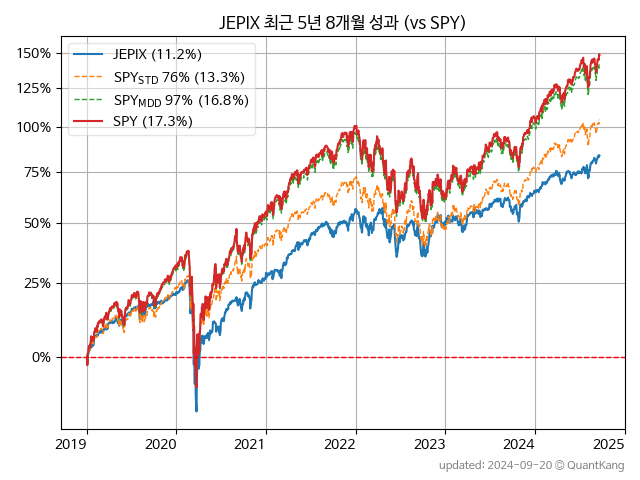 JEPIX 최근 5년 8개월 성과 (vs SPY)
150%
125%
100%
75%
50%
25%
0%
JEPIX (11.2%)
SPY_STD 76% (13.3%)
SPY_MDD 97% (16.8%)
SPY (17.3%)
2019 2020 2021 2022 2023 2024 2025
updated: 2024-09-20 © QuantKang